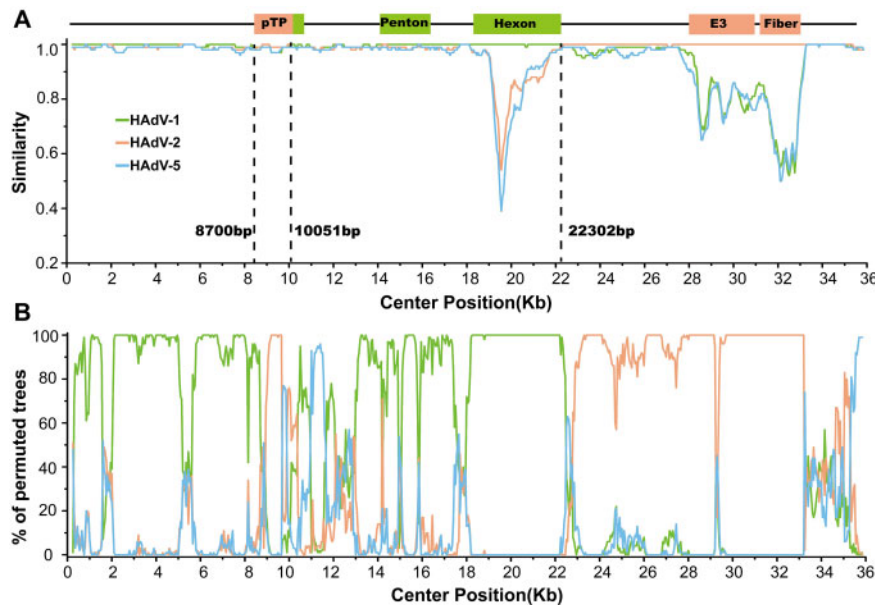 A
pTP Penton Hexon E3 Fiber
1.0
0.8
0.6
0.4
0.2
Similarity
HAdV-1
HAdV-2
HAdV-5
8700bp 10051bp 22302bp
0 2 4 6 8 10 12 14 16 18 20 22 24 26 28 30 32 34 36
Center Position(Kb)
B
100
80
60
40
20
0
% of permuted trees
0 2 4 6 8 10 12 14 16 18 20 22 24 26 28 30 32 34 36
Center Position(Kb)